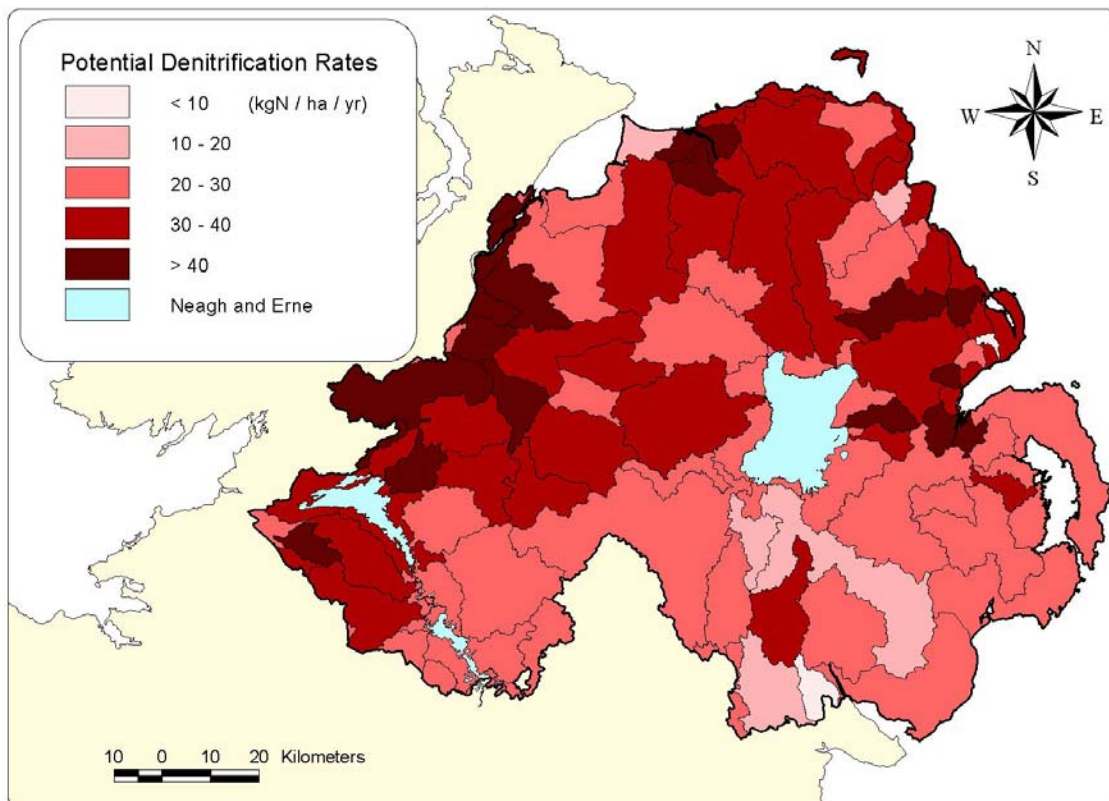 Potential Denitrification Rates
< 10 (kgN / ha / yr)
10 - 20
20 - 30
30 - 40
> 40
Neagh and Erne
N
W E
S
10 0 10 20 Kilometers